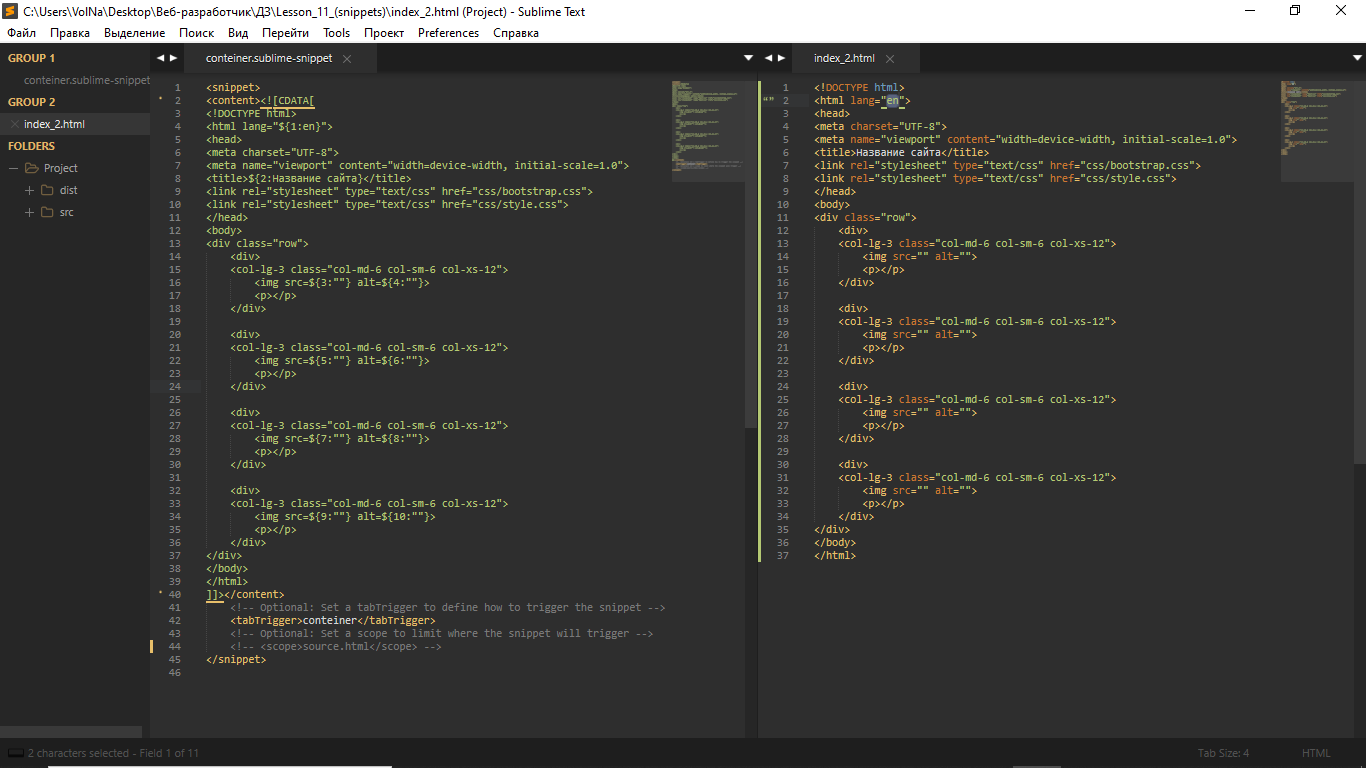 C:\Users\VolNa\Desktop\Веб-разработчик\ДЗ\Lesson_11_(snippets)\index_2.html (Project) - Sublime Text
Файл Правка Выделение Поиск Вид Перейти Tools Проект Preferences Справка
GROUP 1
conteiner.sublime-snippet
GROUP 2
index_2.html
FOLDERS
Project
dist
src
conteiner.sublime-snippet
1 <snippet>
2 <content><![CDATA[
3 <!DOCTYPE html>
4 <html lang="${1:en}">
5 <head>
6 <meta charset="UTF-8">
7 <meta name="viewport" content="width=device-width, initial-scale=1.0">
8 <title>${2:Название сайта}</title>
9 <link rel="stylesheet" type="text/css" href="css/bootstrap.css">
10 <link rel="stylesheet" type="text/css" href="css/style.css">
11 </head>
12 <body>
13 <div class="row">
14 <div>
15 <col-lg-3 class="col-md-6 col-sm-6 col-xs-12">
16 <img src=${3:""} alt=${4:""}>
17 <p></p>
18 </div>
19
20 <div>
21 <col-lg-3 class="col-md-6 col-sm-6 col-xs-12">
22 <img src=${5:""} alt=${6:""}>
23 <p></p>
24 </div>
25
26 <div>
27 <col-lg-3 class="col-md-6 col-sm-6 col-xs-12">
28 <img src=${7:""} alt=${8:""}>
29 <p></p>
30 </div>
31
32 <div>
33 <col-lg-3 class="col-md-6 col-sm-6 col-xs-12">
34 <img src=${9:""} alt=${10:""}>
35 <p></p>
36 </div>
37 </div>
38 </body>
39 </html>
40 ]]></content>
41 <!-- Optional: Set a tabTrigger to define how to trigger the snippet -->
42 <tabTrigger>conteiner</tabTrigger>
43 <!-- Optional: Set a scope to limit where the snippet will trigger -->
44 <!-- <scope>source.html</scope> -->
45 </snippet>
46
index_2.html
1 <!DOCTYPE html>
2 <html lang="en">
3 <head>
4 <meta charset="UTF-8">
5 <meta name="viewport" content="width=device-width, initial-scale=1.0">
6 <title>Название сайта</title>
7 <link rel="stylesheet" type="text/css" href="css/bootstrap.css">
8 <link rel="stylesheet" type="text/css" href="css/style.css">
9 </head>
10 <body>
11 <div class="row">
12 <div>
13 <col-lg-3 class="col-md-6 col-sm-6 col-xs-12">
14 <img src="" alt="">
15 <p></p>
16 </div>
17
18 <div>
19 <col-lg-3 class="col-md-6 col-sm-6 col-xs-12">
20 <img src="" alt="">
21 <p></p>
22 </div>
23
24 <div>
25 <col-lg-3 class="col-md-6 col-sm-6 col-xs-12">
26 <img src="" alt="">
27 <p></p>
28 </div>
29
30 <div>
31 <col-lg-3 class="col-md-6 col-sm-6 col-xs-12">
32 <img src="" alt="">
33 <p></p>
34 </div>
35 </div>
36 </body>
37 </html>
2 characters selected - Field 1 of 11
Tab Size: 4 HTML